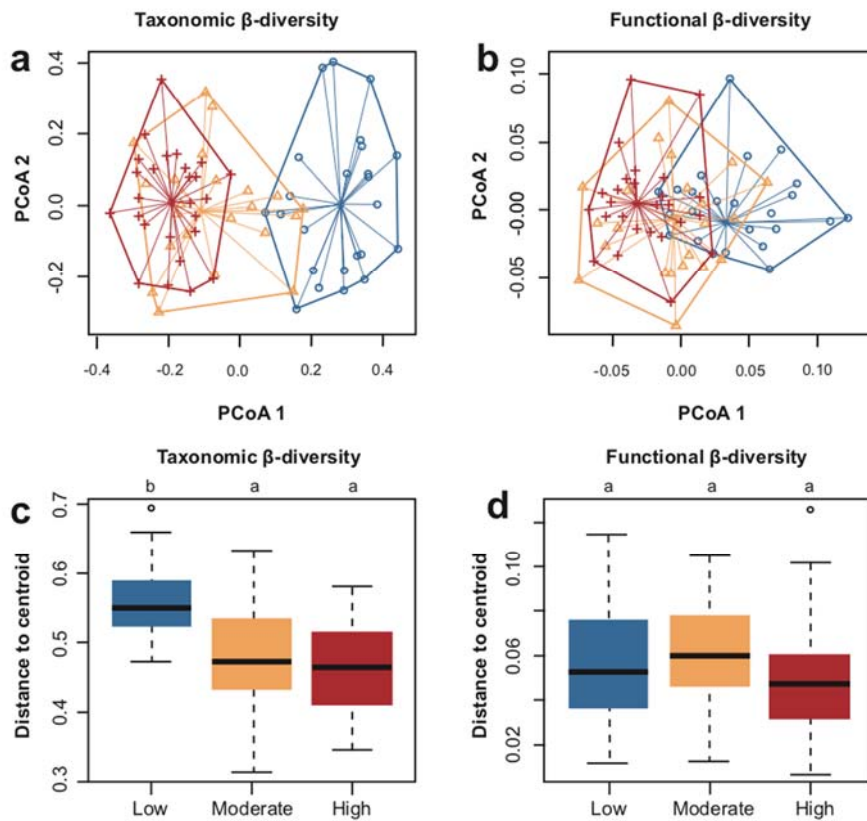 Taxonomic β-diversity
Functional β-diversity
a
b
PCoA 2
0.4
0.2
0.0
-0.2
-0.4
-0.2
0.0
0.2
0.4
PCoA 1
PCoA 2
0.10
0.05
-0.00
-0.05
-0.05
0.00
0.05
0.10
PCoA 1
Taxonomic β-diversity
Functional β-diversity
b
a
a
c
Distance to centroid
0.7
0.6
0.5
0.4
0.3
Low
Moderate
High
a
a
a
d
Distance to centroid
0.10
0.06
0.02
Low
Moderate
High